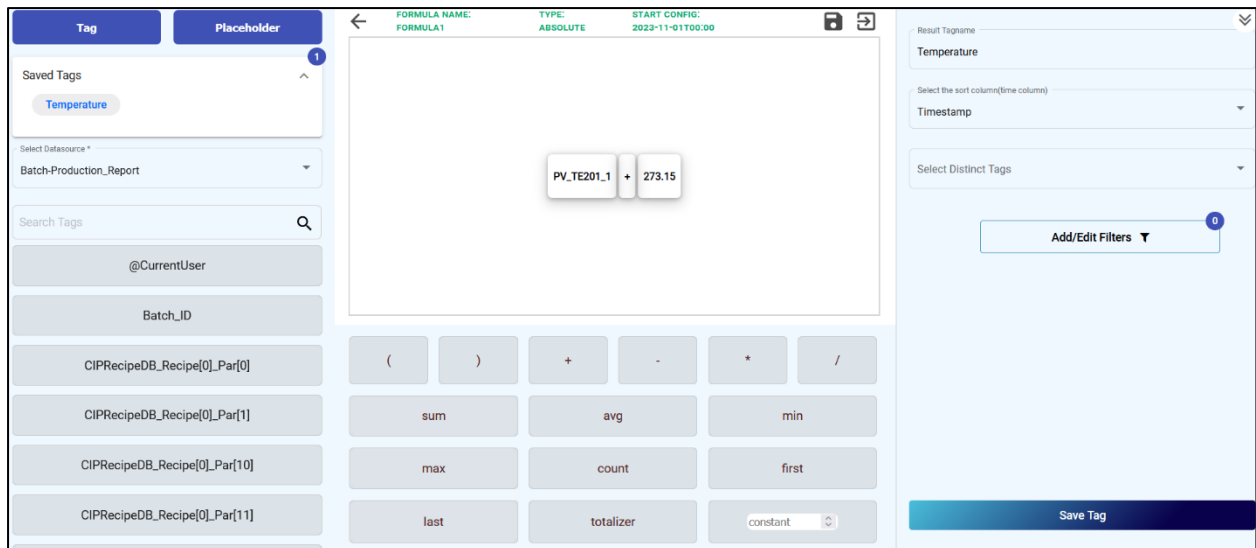 Tag
Placeholder
1
Saved Tags
Temperature
Select Datasource *
Batch-Production_Report
Search Tags
@CurrentUser
Batch_ID
CIPRecipeDB_Recipe[0]_Par[0]
CIPRecipeDB_Recipe[0]_Par[1]
CIPRecipeDB_Recipe[0]_Par[10]
CIPRecipeDB_Recipe[0]_Par[11]
FORMULA NAME: TYPE: START CONFIG:
FORMULA1 ABSOLUTE 2023-11-01T00:00
PV_TE201_1 + 273.15
( ) + - * /
sum avg min
max count first
last totalizer constant
Result Tagname
Temperature
Select the sort column(time column)
Timestamp
Select Distinct Tags
0
Add/Edit Filters
Save Tag